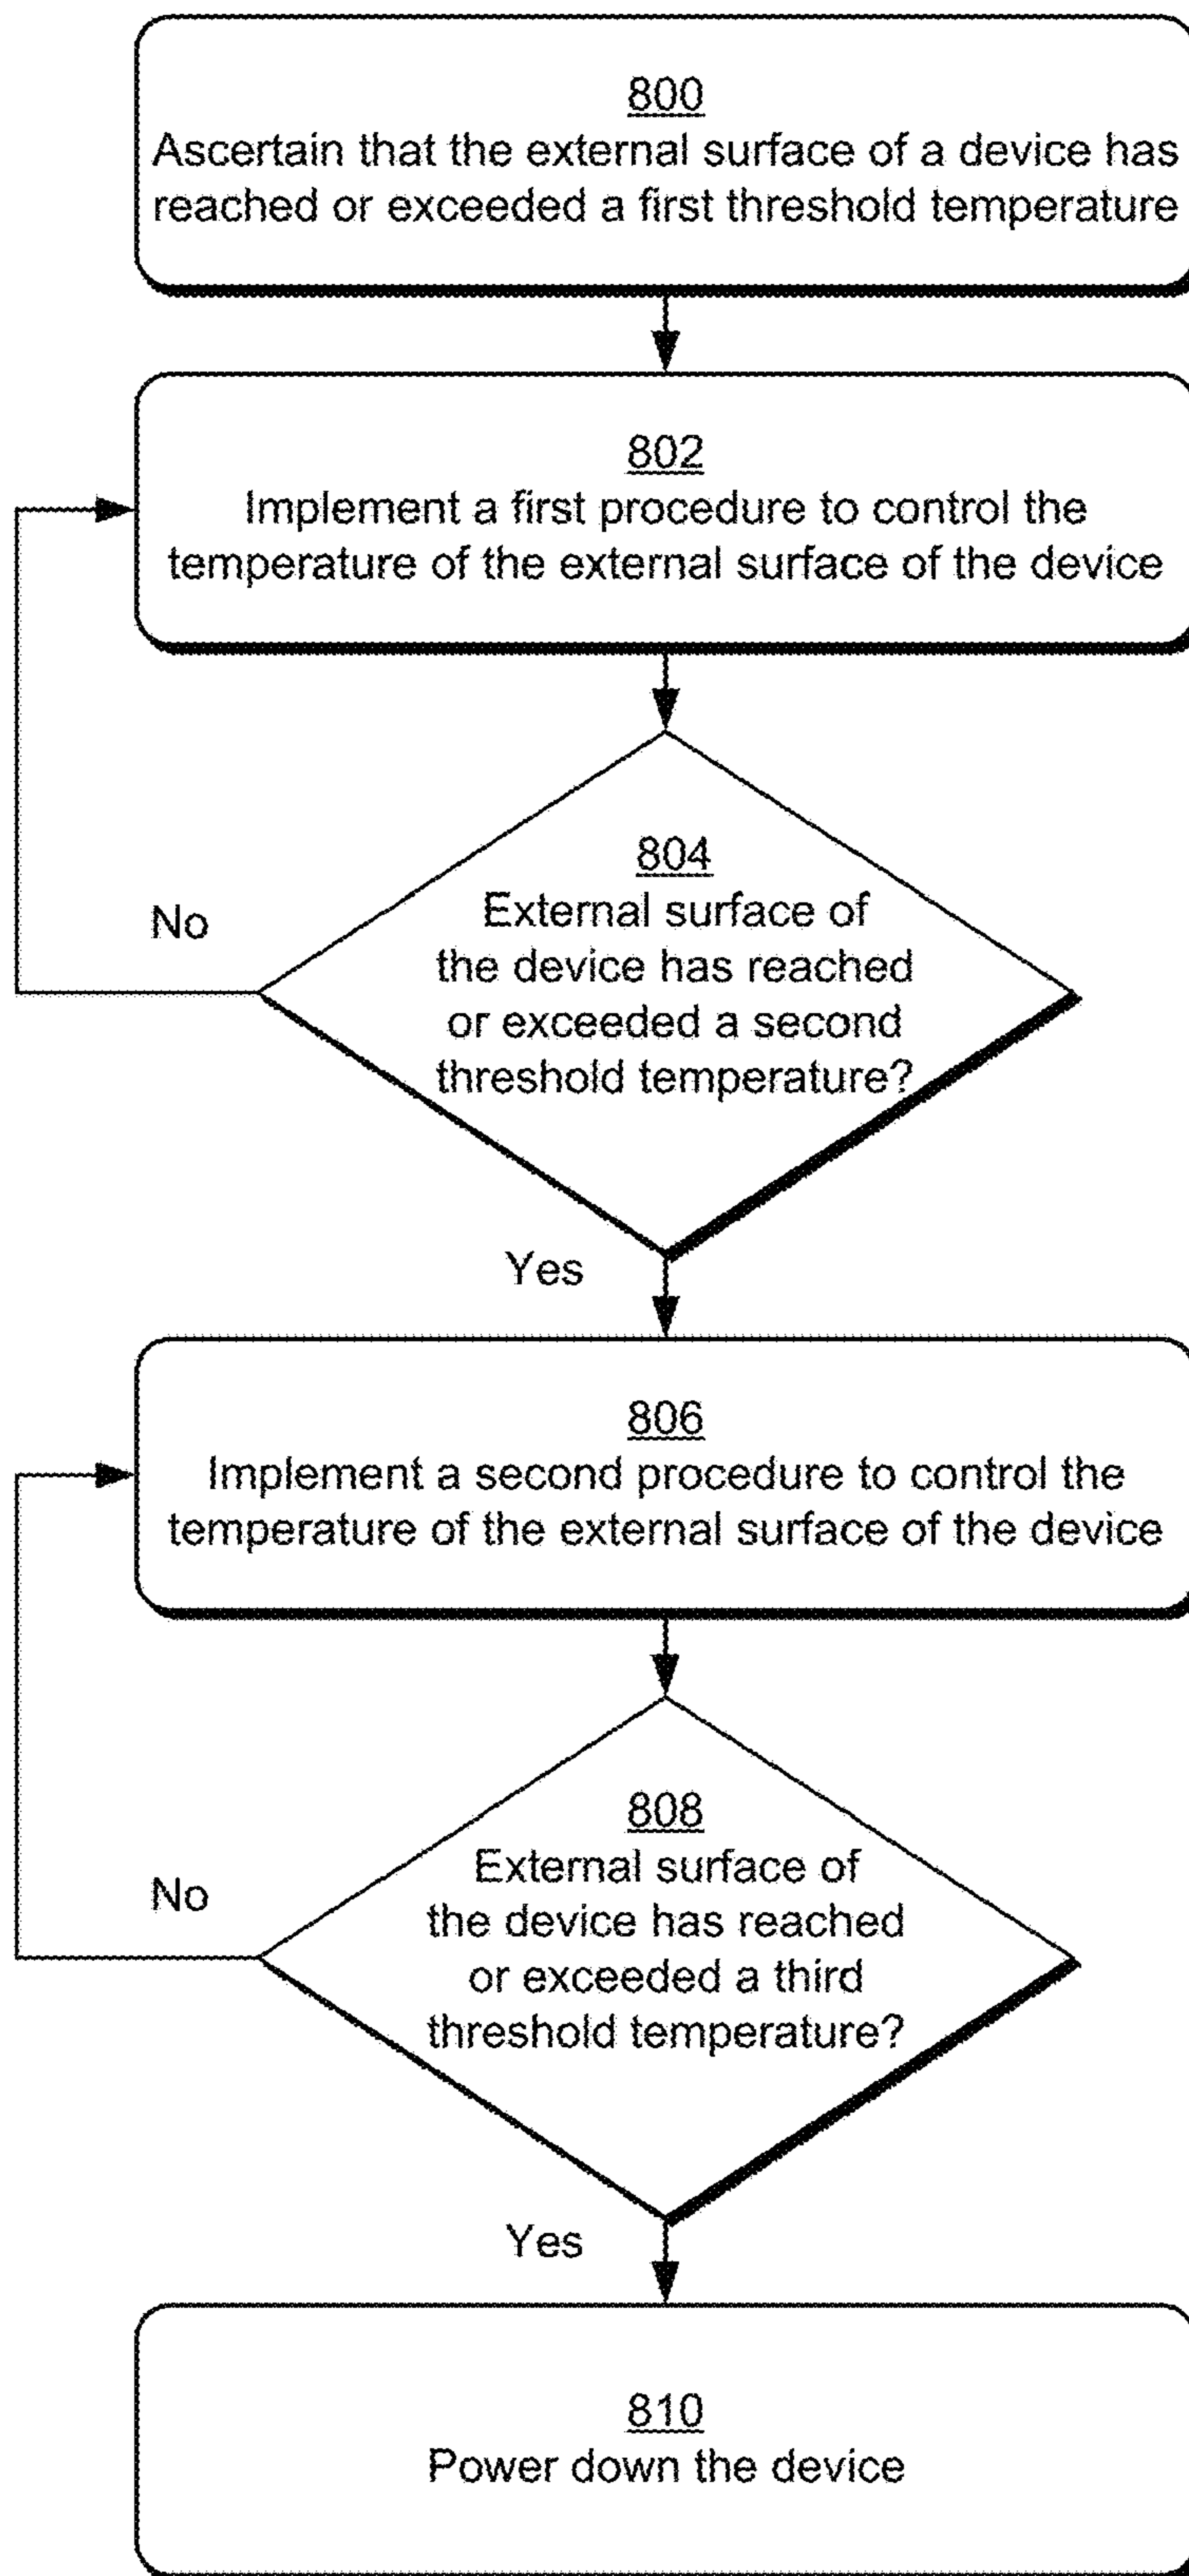 800
Ascertain that the external surface of a device has
reached or exceeded a first threshold temperature
802
Implement a first procedure to control the
temperature of the external surface of the device
804
External surface of
the device has reached
or exceeded a second
threshold temperature?
No
Yes
806
Implement a second procedure to control the
temperature of the external surface of the device
808
External surface of
the device has reached
or exceeded a third
threshold temperature?
No
Yes
810
Power down the device